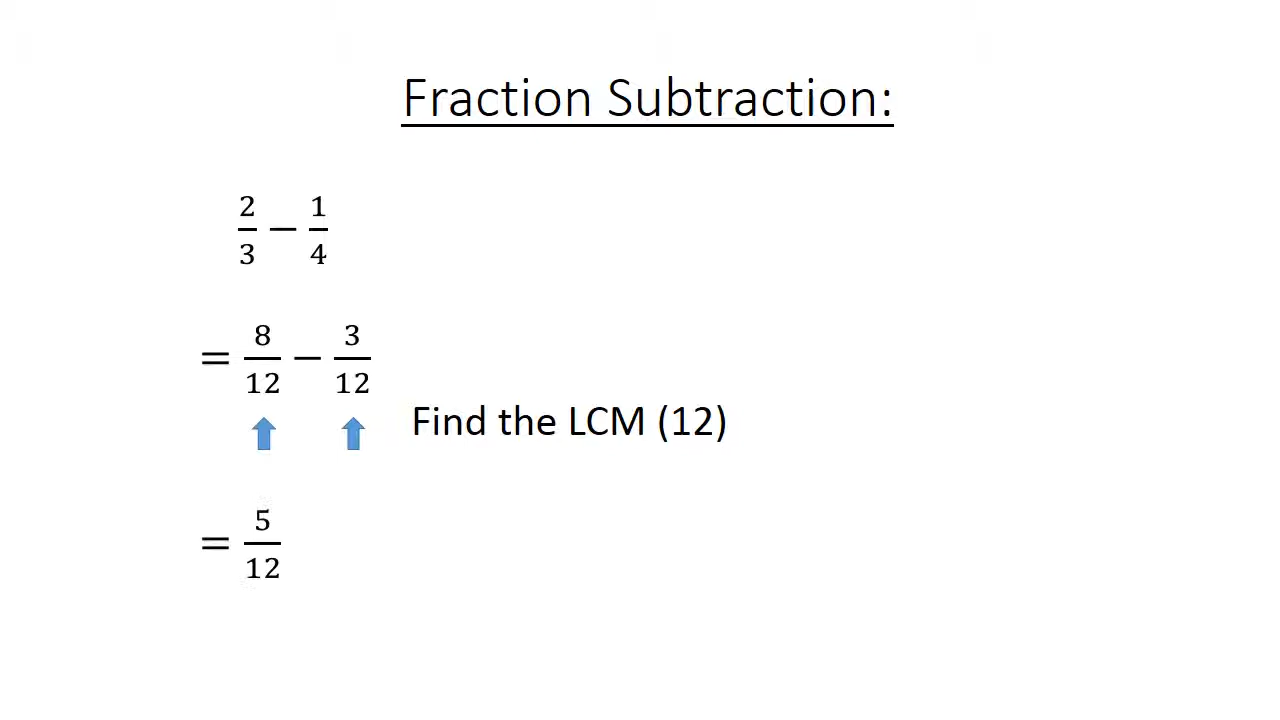 Fraction Subtraction:
2/3 − 1/4
= 8/12 − 3/12
Find the LCM (12)
= 5/12